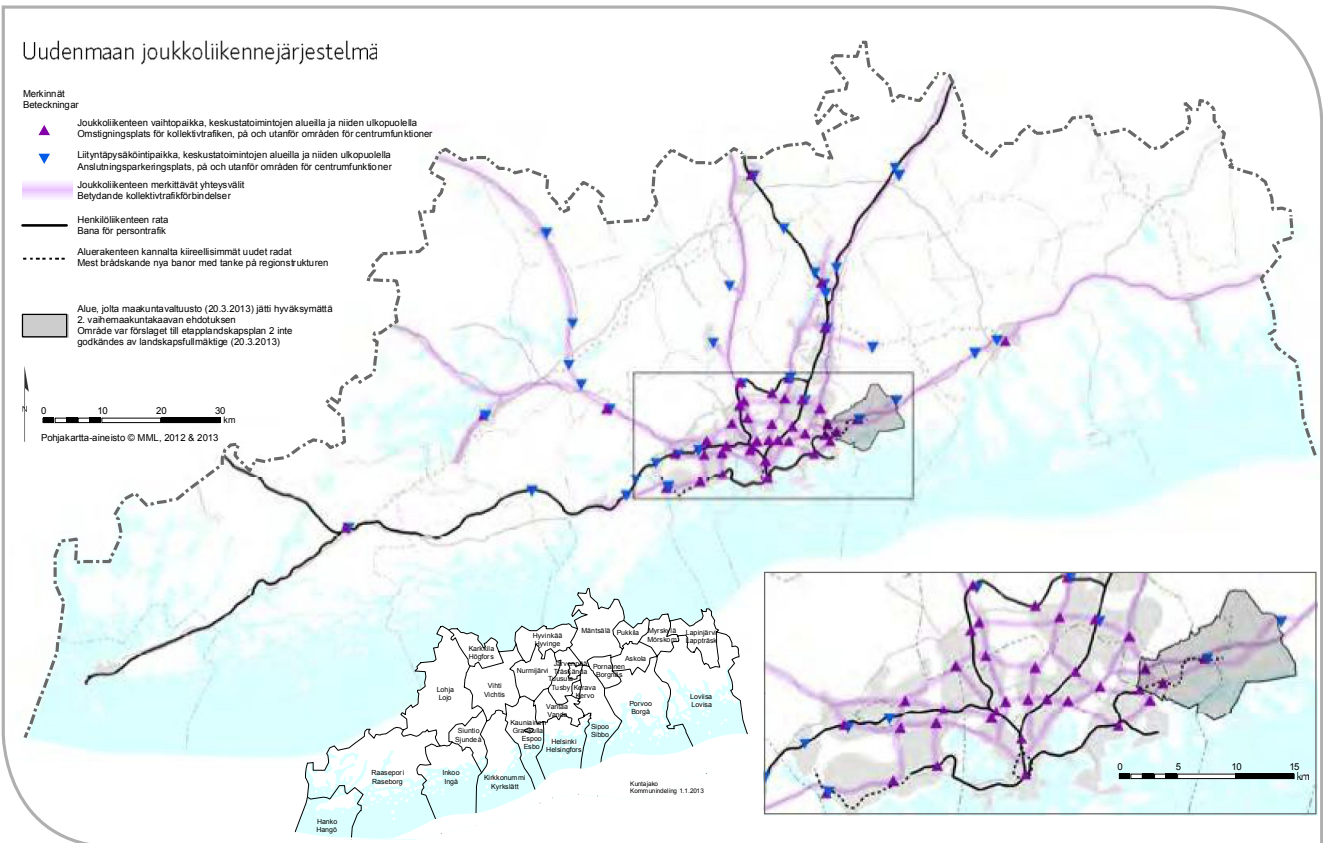 Uudenmaan joukkoliikennejärjestelmä
Merkinnät
Beteckningar
Joukkoliikenteen vaihtopaikka, keskustatoimintojen alueilla ja niiden ulkopuolella
Omstigningsplats för kollektivtrafiken, på och utanför områden för centrumfunktioner
Liityntäpysäköintipaikka, keskustatoimintojen alueilla ja niiden ulkopuolella
Anslutningsparkeringsplats, på och utanför områden för centrumfunktioner
Joukkoliikenteen merkittävät yhteysvälit
Betydande kollektivtrafikförbindelser
Henkilöliikenteen rata
Bana för persontrafik
Aluerakenteen kannalta kiireellisimmät uudet radat
Mest brådskande nya banor med tanke på regionstrukturen
Alue, jolta maakuntavaltuusto (20.3.2013) jätti hyväksymättä
2. vaihemaakuntakaavan ehdotuksen
Område var förslaget till etapplandskapsplan 2 inte
godkändes av landskapsfullmäktige (20.3.2013)
N
0 10 20 30
km
Pohjakartta-aineisto © MML, 2012 & 2013
Mäntsälä
Pukkila
Myrskylä
Mörskom
Lapinjärvi
Lappträsk
Hyvinkää
Hyvinge
Karkkila
Högfors
Askola
Järvenpää
Träskända
Pornainen
Borgnäs
Nurmijärvi
Tuusula
Tusby
Kerava
Kervo
Vihti
Vichtis
Lohja
Lojo
Loviisa
Lovisa
Porvoo
Borgå
Vantaa
Vanda
Kauniainen
Grankulla
Espoo
Esbo
Sipoo
Sibbo
Siuntio
Sjundeå
Helsinki
Helsingfors
Raasepori
Raseborg
Inkoo
Ingå
Kirkkonummi
Kyrkslätt
Hanko
Hangö
Kuntajako
Kommunindelning 1.1.2013
0 5 10 15
km